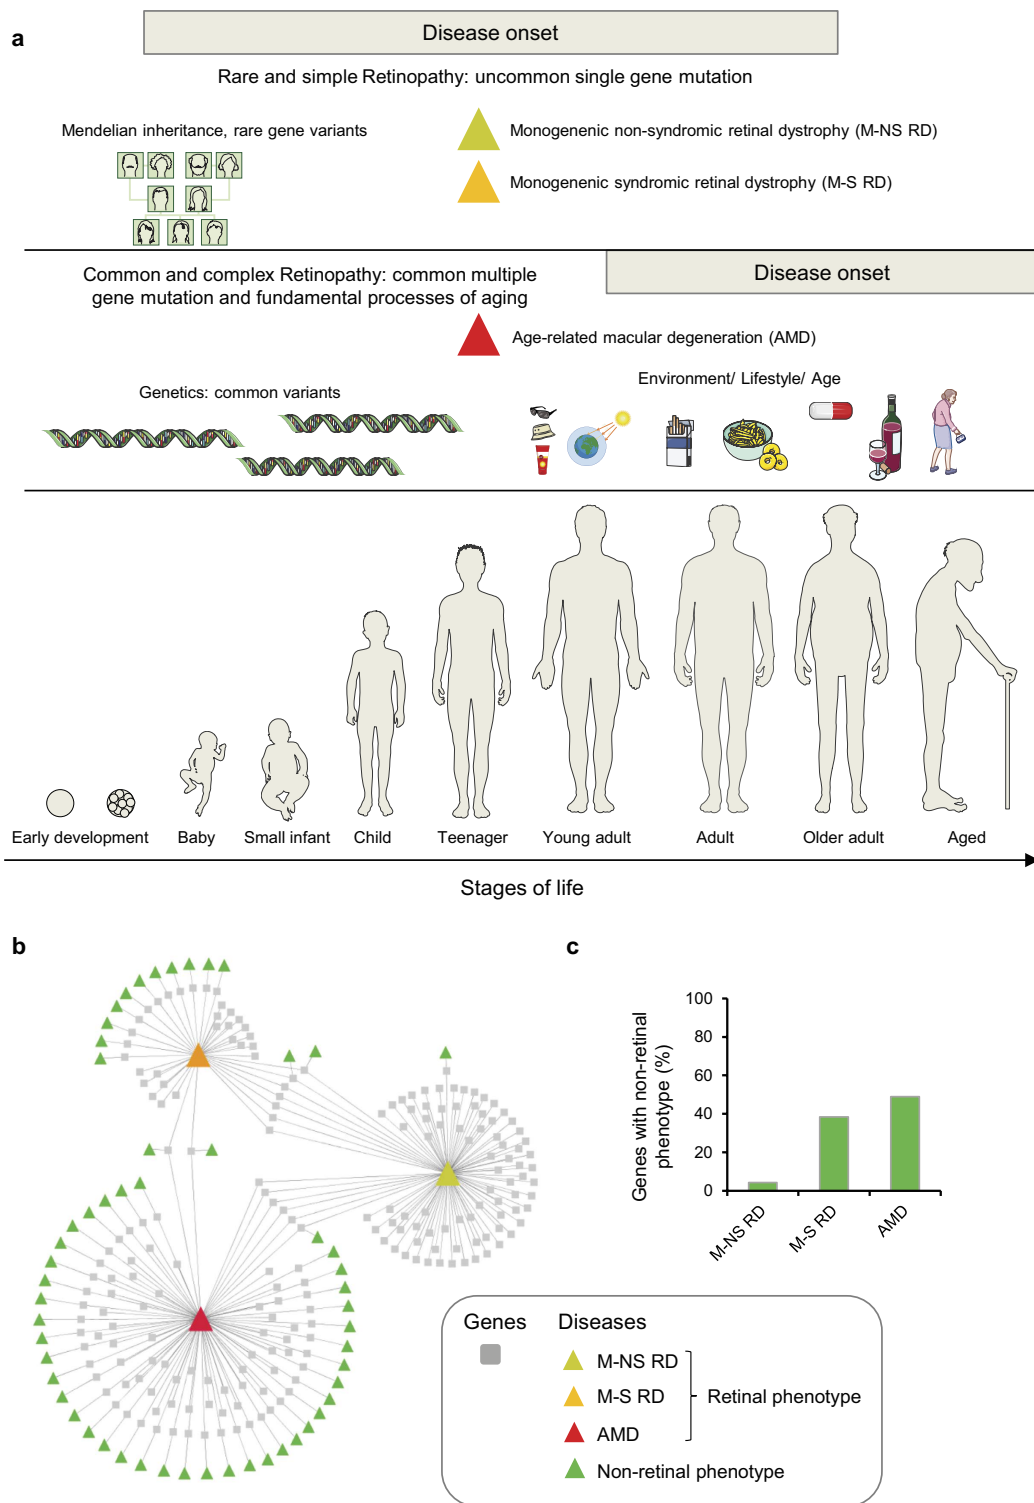 a
Disease onset
Rare and simple Retinopathy: uncommon single gene mutation
Mendelian inheritance, rare gene variants
Monogenenic non-syndromic retinal dystrophy (M-NS RD)
Monogenenic syndromic retinal dystrophy (M-S RD)
Common and complex Retinopathy: common multiple
gene mutation and fundamental processes of aging
Disease onset
Age-related macular degeneration (AMD)
Genetics: common variants
Environment/ Lifestyle/ Age
Early development
Baby
Small infant
Child
Teenager
Young adult
Adult
Older adult
Aged
Stages of life
b
c
Genes with non-retinal
phenotype (%)
100
80
60
40
20
0
M-NS RD
M-S RD
AMD
Genes
Diseases
M-NS RD
M-S RD
AMD
Retinal phenotype
Non-retinal phenotype